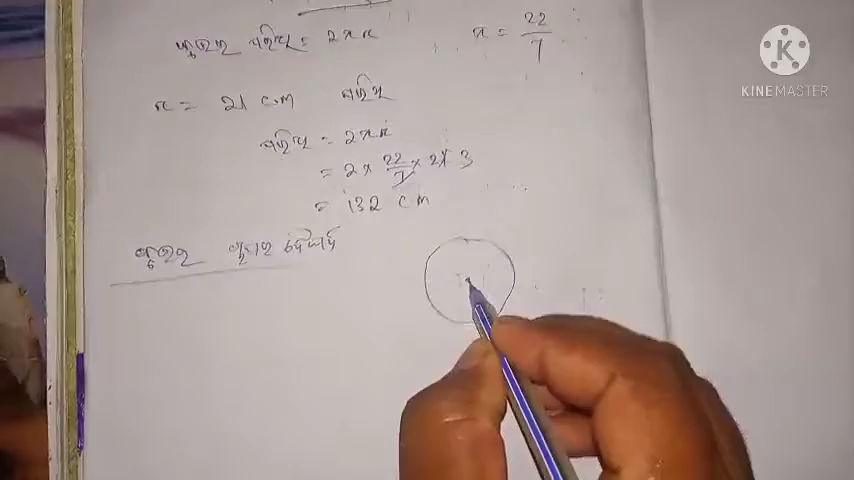 ବୃତ୍ତର ପରିଧି = 2πr π = 22/7
r = 21 cm ପରିଧି
ପରିଧି = 2πr
= 2 × 22/7 × 21 3
= 132 cm
ବୃତ୍ତର ଦୈର୍ଘ୍ୟ
KINEMASTER